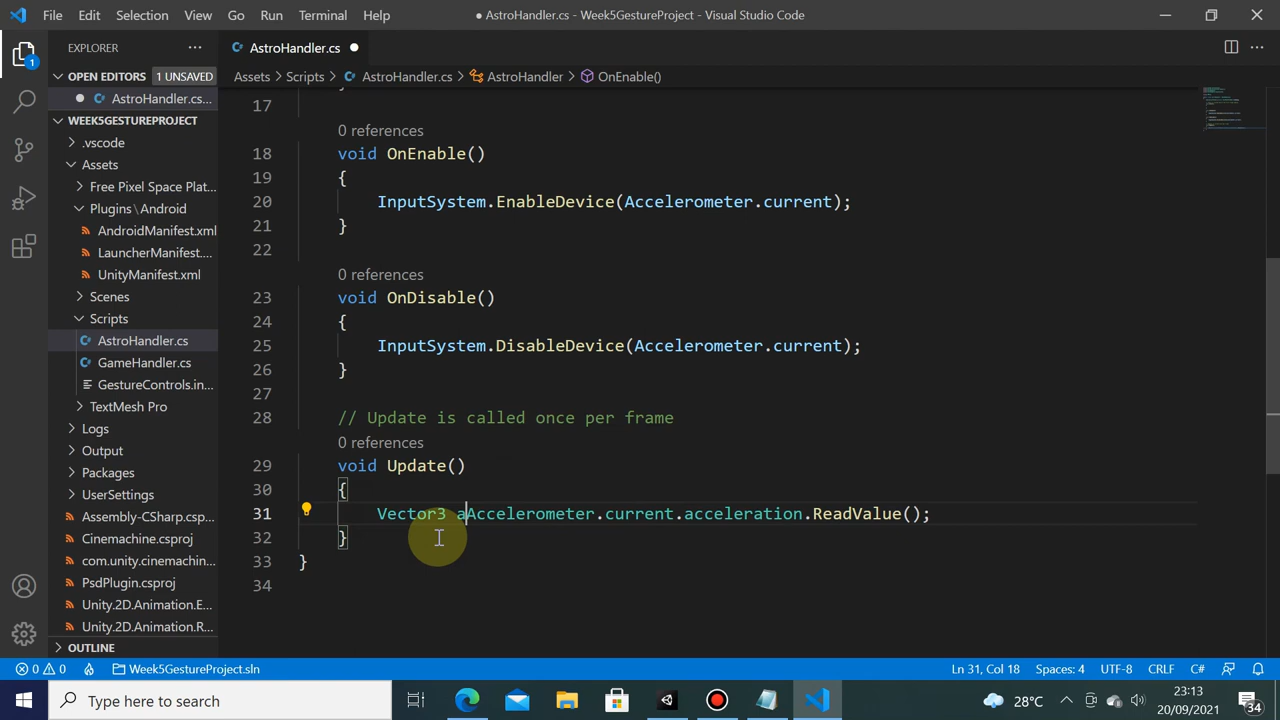 File Edit Selection View Go Run Terminal Help
● AstroHandler.cs - Week5GestureProject - Visual Studio Code
EXPLORER
OPEN EDITORS 1 UNSAVED
AstroHandler.cs...
WEEK5GESTUREPROJECT
.vscode
Assets
Free Pixel Space Plat...
Plugins\Android
AndroidManifest.xml
LauncherManifest....
UnityManifest.xml
Scenes
Scripts
AstroHandler.cs
GameHandler.cs
GestureControls.in...
TextMesh Pro
Logs
Output
Packages
UserSettings
Assembly-CSharp.csproj
Cinemachine.csproj
com.unity.cinemachin...
PsdPlugin.csproj
Unity.2D.Animation.E...
Unity.2D.Animation.R...
OUTLINE
AstroHandler.cs
Assets > Scripts > AstroHandler.cs > AstroHandler > OnEnable()
17
0 references
18 void OnEnable()
19 {
20 InputSystem.EnableDevice(Accelerometer.current);
21 }
22
0 references
23 void OnDisable()
24 {
25 InputSystem.DisableDevice(Accelerometer.current);
26 }
27
28 // Update is called once per frame
0 references
29 void Update()
30 {
31 Vector3 aAccelerometer.current.acceleration.ReadValue();
32 }
33 }
34
0 0 Week5GestureProject.sln Ln 31, Col 18 Spaces: 4 UTF-8 CRLF C#
Type here to search 28°C 23:13
20/09/2021 34
1